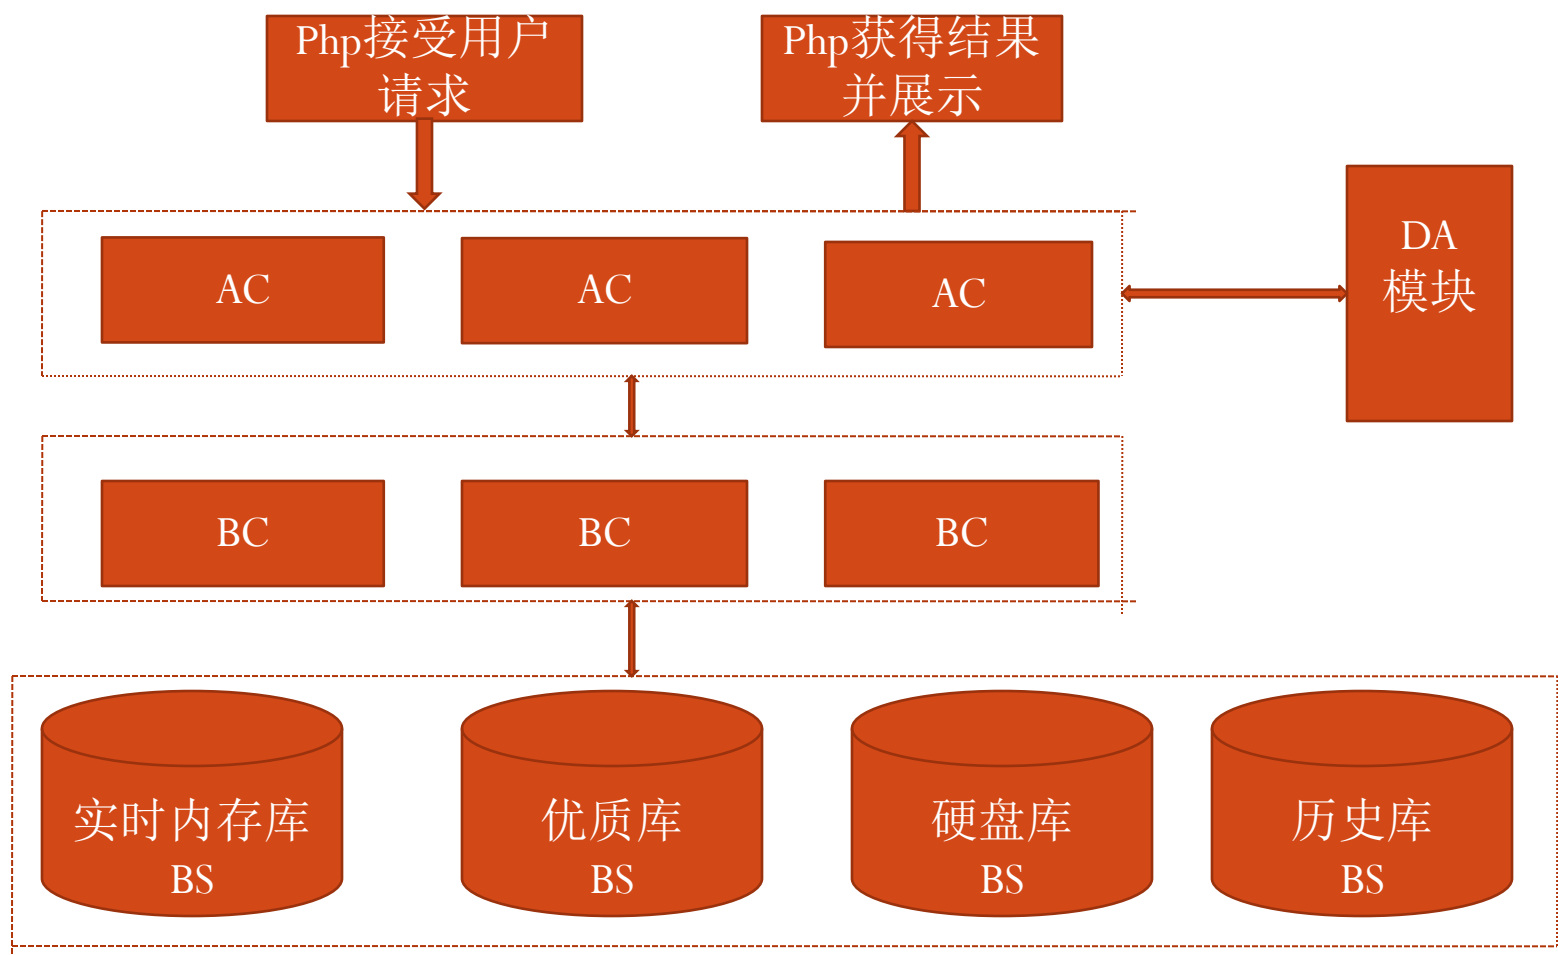 Php接受用户
请求
Php获得结果
并展示
DA
模块
AC
AC
AC
BC
BC
BC
实时内存库
BS
优质库
BS
硬盘库
BS
历史库
BS